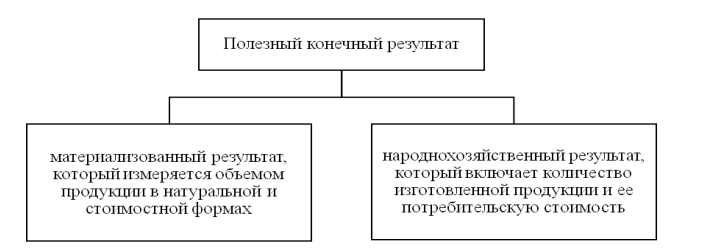 Полезный конечный результат
материализованный результат,
который измеряется объемом
продукции в натуральной и
стоимостной формах
народнохозяйственный результат,
который включает количество
изготовленной продукции и ее
потребительскую стоимость